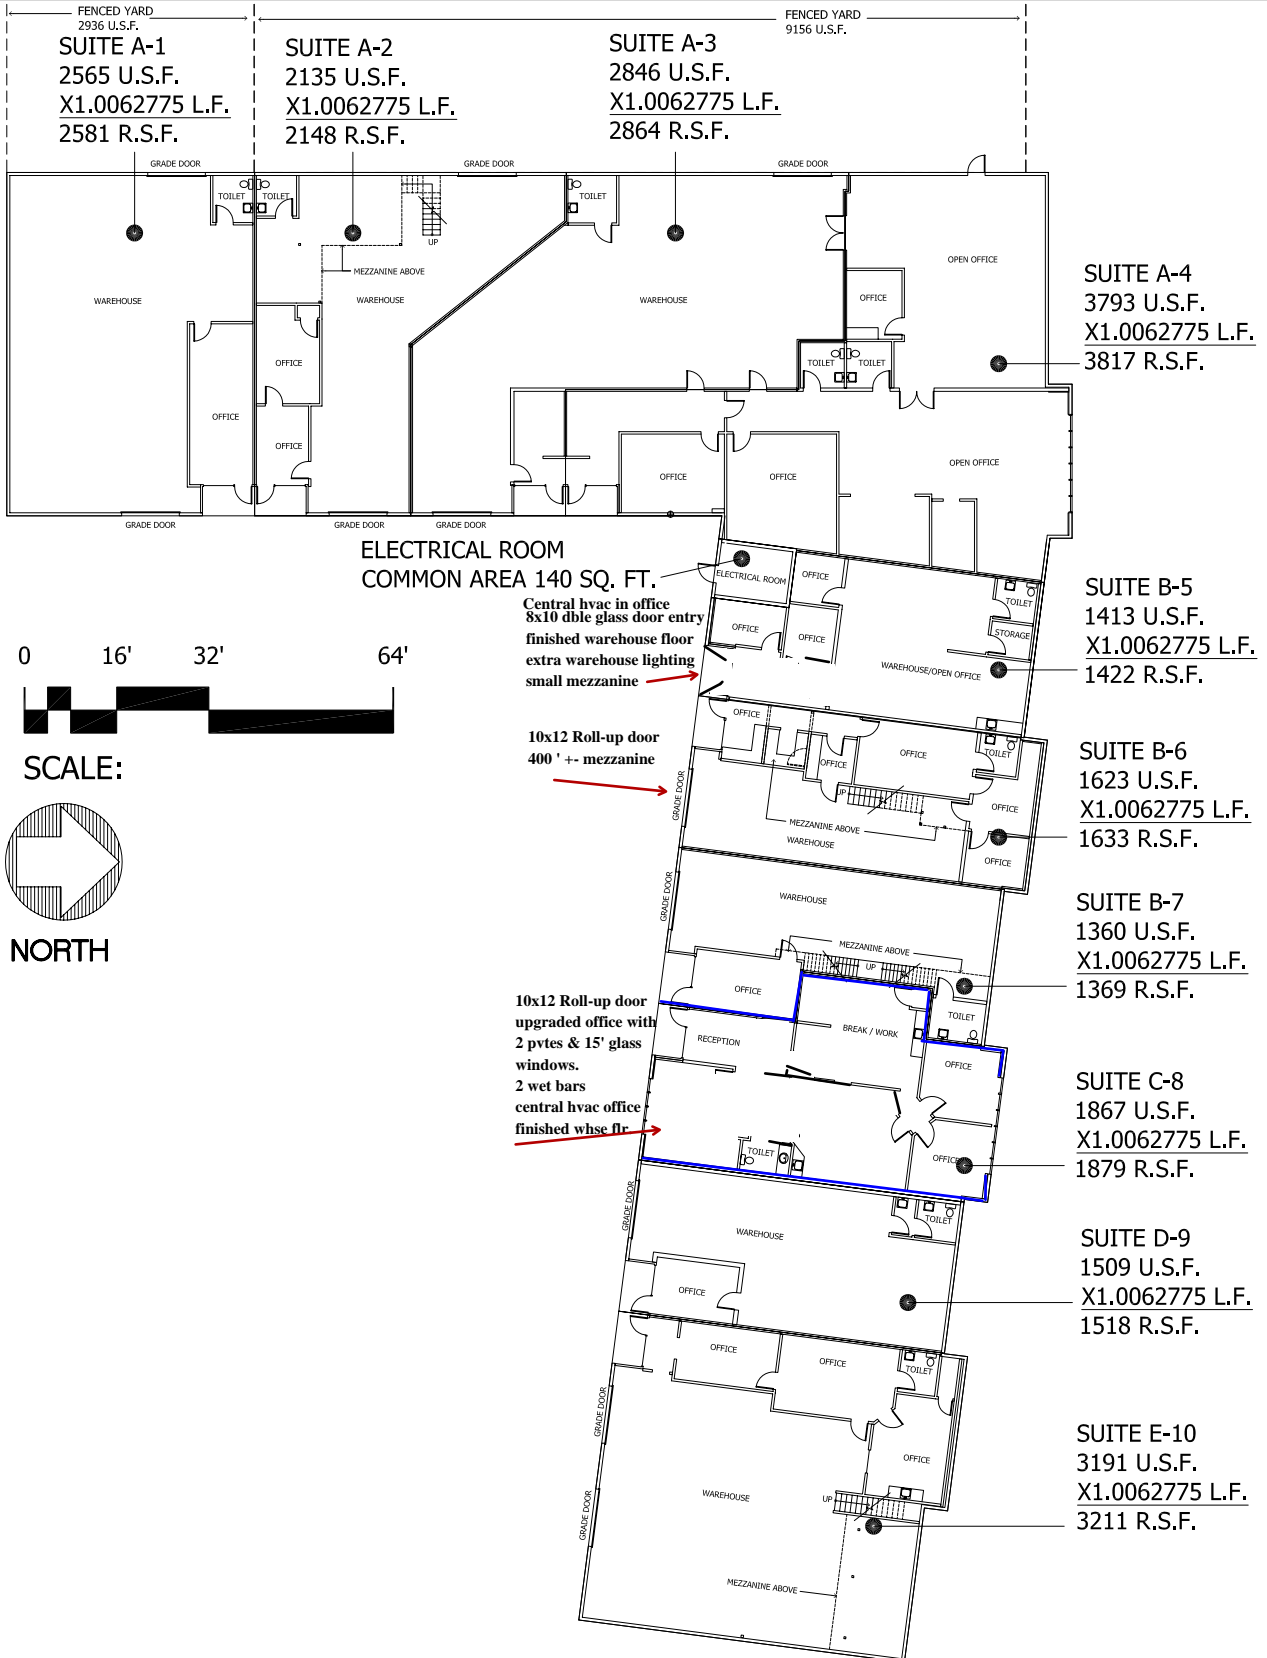 FENCED YARD
2936 U.S.F.
FENCED YARD
9156 U.S.F.
SUITE A-1
2565 U.S.F.
X1.0062775 L.F.
2581 R.S.F.
SUITE A-2
2135 U.S.F.
X1.0062775 L.F.
2148 R.S.F.
SUITE A-3
2846 U.S.F.
X1.0062775 L.F.
2864 R.S.F.
GRADE DOOR
GRADE DOOR
GRADE DOOR
TOILET
TOILET
TOILET
UP
MEZZANINE ABOVE
WAREHOUSE
WAREHOUSE
WAREHOUSE
OPEN OFFICE
OFFICE
SUITE A-4
3793 U.S.F.
X1.0062775 L.F.
3817 R.S.F.
OFFICE
TOILET
TOILET
OFFICE
OFFICE
OFFICE
OFFICE
OPEN OFFICE
GRADE DOOR
GRADE DOOR
GRADE DOOR
ELECTRICAL ROOM
COMMON AREA 140 SQ. FT.
ELECTRICAL ROOM
OFFICE
TOILET
STORAGE
OFFICE
OFFICE
WAREHOUSE/OPEN OFFICE
SUITE B-5
1413 U.S.F.
X1.0062775 L.F.
1422 R.S.F.
Central hvac in office
8x10 dble glass door entry
finished warehouse floor
extra warehouse lighting
small mezzanine
0 16' 32' 64'
SCALE:
NORTH
10x12 Roll-up door
400 ' +- mezzanine
OFFICE
OFFICE
OFFICE
TOILET
OFFICE
OFFICE
UP
MEZZANINE ABOVE
WAREHOUSE
GRADE DOOR
SUITE B-6
1623 U.S.F.
X1.0062775 L.F.
1633 R.S.F.
GRADE DOOR
WAREHOUSE
MEZZANINE ABOVE
UP
OFFICE
TOILET
SUITE B-7
1360 U.S.F.
X1.0062775 L.F.
1369 R.S.F.
10x12 Roll-up door
upgraded office with
2 pvtes & 15' glass
windows.
2 wet bars
central hvac office
finished whse flr
RECEPTION
BREAK / WORK
OFFICE
TOILET
OFFICE
SUITE C-8
1867 U.S.F.
X1.0062775 L.F.
1879 R.S.F.
GRADE DOOR
WAREHOUSE
TOILET
OFFICE
SUITE D-9
1509 U.S.F.
X1.0062775 L.F.
1518 R.S.F.
OFFICE
OFFICE
TOILET
GRADE DOOR
OFFICE
WAREHOUSE
UP
GRADE DOOR
MEZZANINE ABOVE
SUITE E-10
3191 U.S.F.
X1.0062775 L.F.
3211 R.S.F.